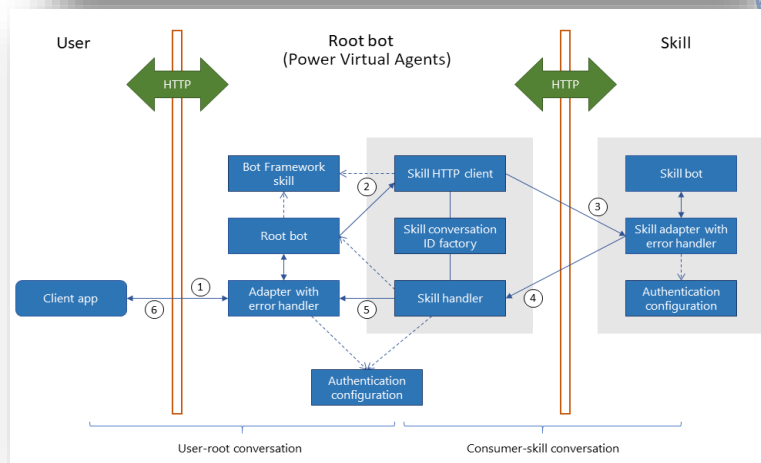 User
Root bot
(Power Virtual Agents)
Skill
HTTP
HTTP
Bot Framework
skill
2
Skill HTTP client
Skill bot
3
Root bot
Skill conversation
ID factory
Skill adapter with
error handler
Client app
1
6
Adapter with
error handler
5
Skill handler
4
Authentication
configuration
Authentication
configuration
User-root conversation
Consumer-skill conversation